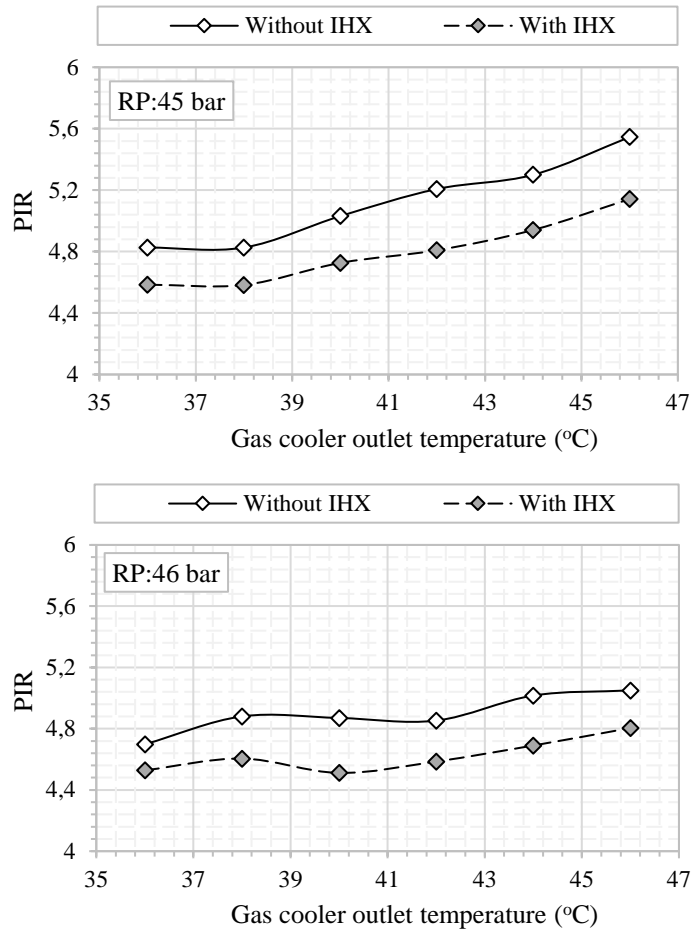 Without IHX With IHX
6
RP:45 bar
5,6
5,2
PIR
4,8
4,4
4
35 37 39 41 43 45 47
Gas cooler outlet temperature (°C)
Without IHX With IHX
6
RP:46 bar
5,6
5,2
PIR
4,8
4,4
4
35 37 39 41 43 45 47
Gas cooler outlet temperature (°C)